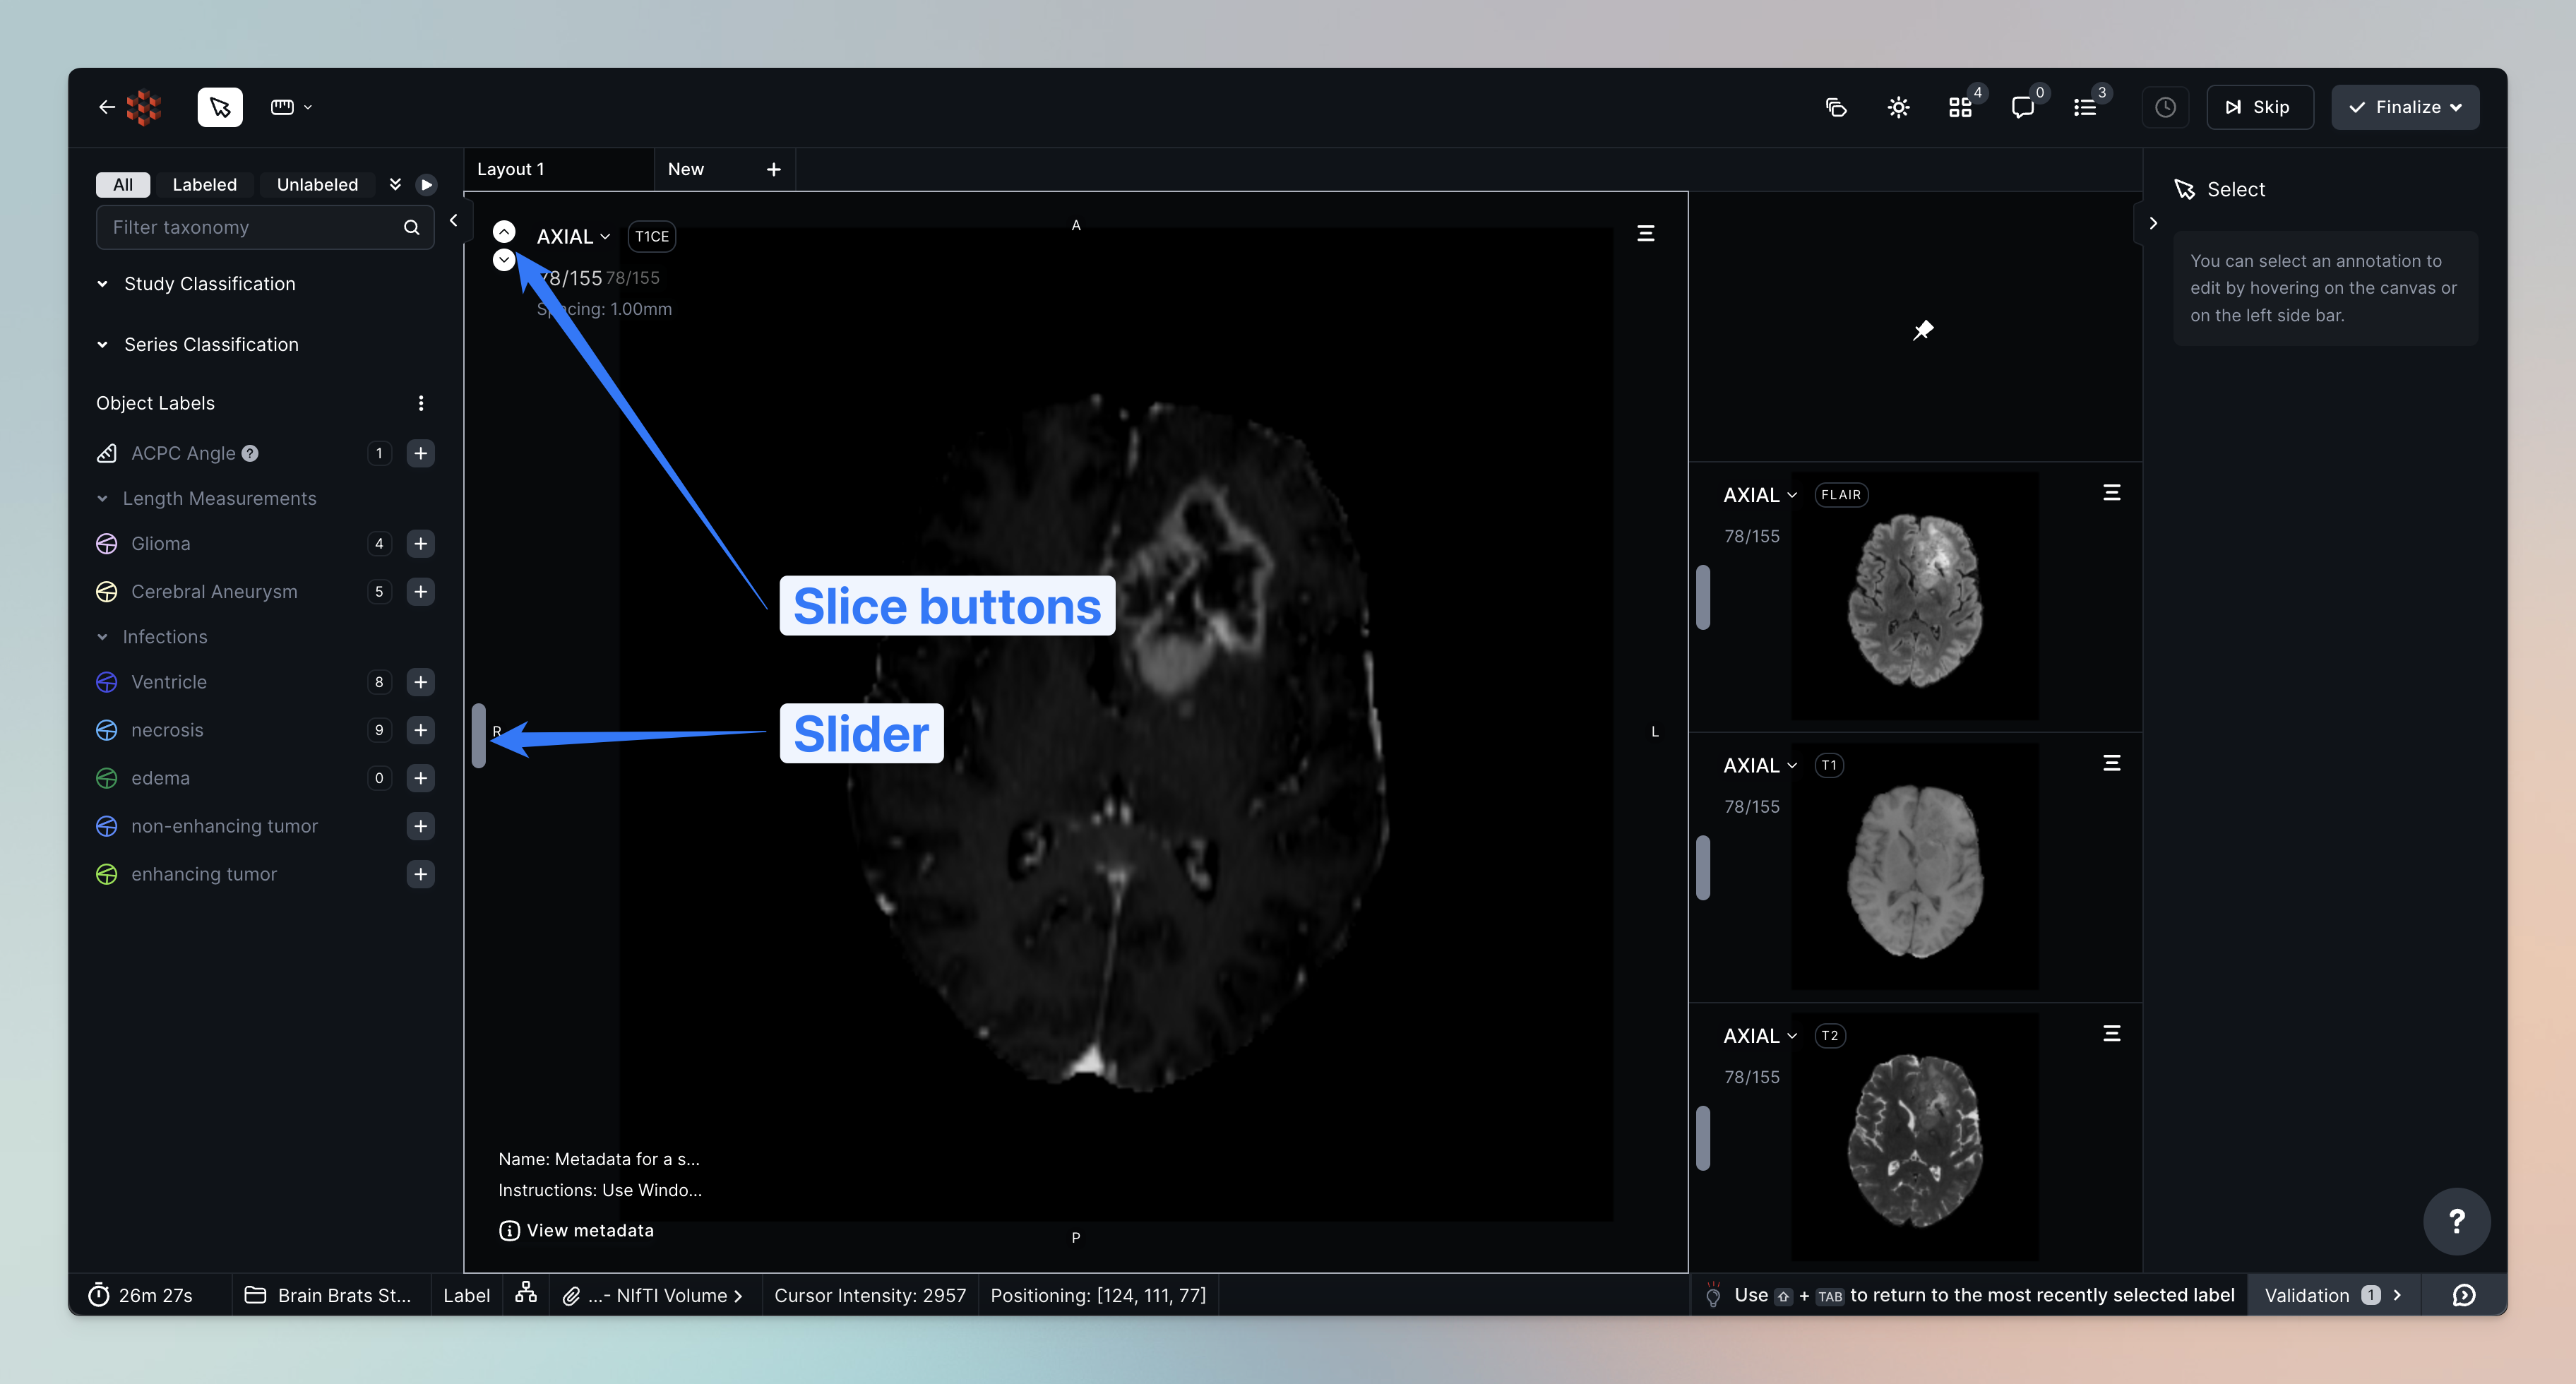 4
0
3
Skip
Finalize
All
Labeled
Unlabeled
Filter taxonomy
Study Classification
Series Classification
Object Labels
ACPC Angle ?
1
Length Measurements
Glioma
4
Cerebral Aneurysm
5
Infections
Ventricle
8
necrosis
9
edema
0
non-enhancing tumor
enhancing tumor
Layout 1
New
AXIAL
T1CE
A
78/155
78/155
Spacing: 1.00mm
Slice buttons
Slider
R
L
Name: Metadata for a s...
Instructions: Use Windo...
View metadata
P
AXIAL
FLAIR
78/155
AXIAL
T1
78/155
AXIAL
T2
78/155
Select
You can select an annotation to
edit by hovering on the canvas or
on the left side bar.
?
26m 27s
Brain Brats St...
Label
...- NIfTI Volume
Cursor Intensity: 2957
Positioning: [124, 111, 77]
Use ⇧ + TAB to return to the most recently selected label
Validation 1